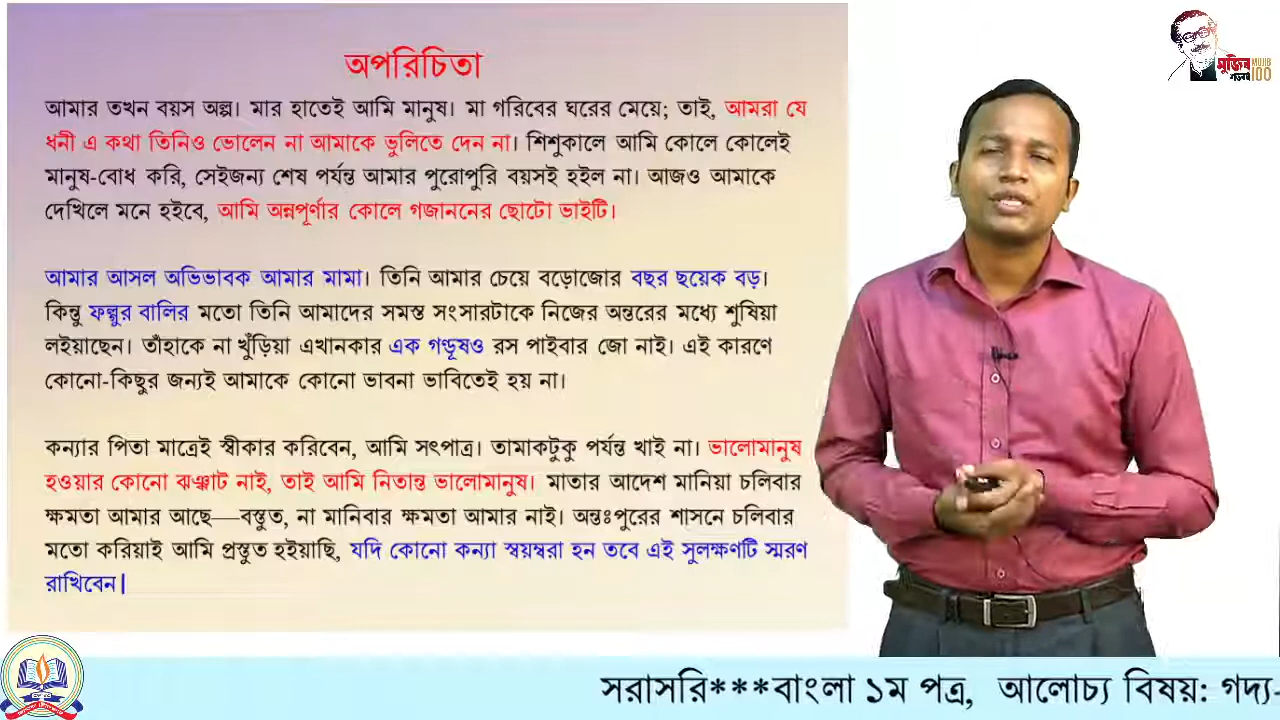 অপরিচিতা
আমার তখন বয়স অল্প। মার হাতেই আমি মানুষ। মা গরিবের ঘরের মেয়ে; তাই, আমরা যে
ধনী এ কথা তিনিও ভোলেন না আমাকে ভুলিতে দেন না। শিশুকালে আমি কোলে কোলেই
মানুষ-বোধ করি, সেইজন্য শেষ পর্যন্ত আমার পুরোপুরি বয়সই হইল না। আজও আমাকে
দেখিলে মনে হইবে, আমি অন্নপূর্ণার কোলে গজাননের ছোটো ভাইটি।
আমার আসল অভিভাবক আমার মামা। তিনি আমার চেয়ে বড়োজোর বছর ছয়েক বড়।
কিন্তু ফল্গুর বালির মতো তিনি আমাদের সমস্ত সংসারটাকে নিজের অন্তরের মধ্যে শুষিয়া
লইয়াছেন। তাঁহাকে না খুঁড়িয়া এখানকার এক গণ্ডূষও রস পাইবার জো নাই। এই কারণে
কোনো-কিছুর জন্যই আমাকে কোনো ভাবনা ভাবিতেই হয় না।
কন্যার পিতা মাত্রেই স্বীকার করিবেন, আমি সৎপাত্র। তামাকটুকু পর্যন্ত খাই না। ভালোমানুষ
হওয়ার কোনো ঝঞ্ঝাট নাই, তাই আমি নিতান্ত ভালোমানুষ। মাতার আদেশ মানিয়া চলিবার
ক্ষমতা আমার আছে—বস্তুত, না মানিবার ক্ষমতা আমার নাই। অন্তঃপুরের শাসনে চলিবার
মতো করিয়াই আমি প্রস্তুত হইয়াছি, যদি কোনো কন্যা স্বয়ম্বরা হন তবে এই সুলক্ষণটি স্মরণ
রাখিবেন|
মুজিব MUJIB
শতবর্ষ 100
সরাসরি***বাংলা ১ম পত্র, আলোচ্য বিষয়: গদ্য-